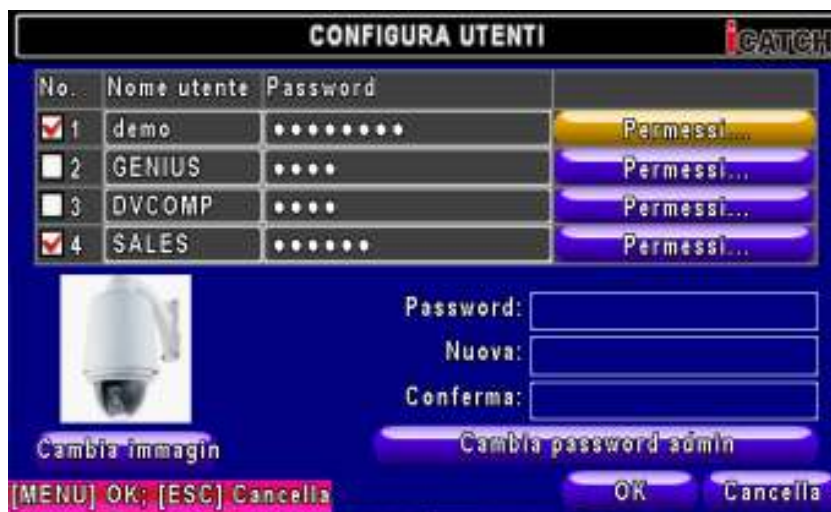 CONFIGURA UTENTI iCATCH
No. Nome utente Password
1 demo •••••••• Permessi...
2 GENIUS •••• Permessi...
3 DVCOMP •••• Permessi...
4 SALES •••••• Permessi...
Password:
Nuova:
Conferma:
Cambia immagin Cambia password admin
[MENU] OK; [ESC] Cancella OK Cancella